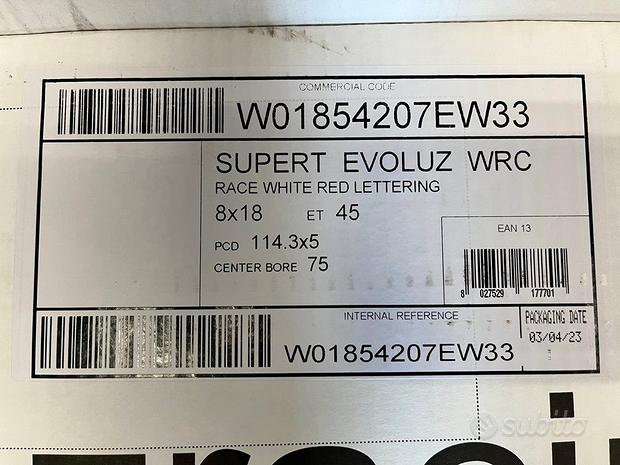 COMMERCIAL CODE
W01854207EW33
SUPERT EVOLUZ WRC
RACE WHITE RED LETTERING
8x18 ET 45
PCD 114.3x5
CENTER BORE 75
EAN 13
8 027529 177701
INTERNAL REFERENCE
W01854207EW33
PACKAGING DATE
03/04/23
subito